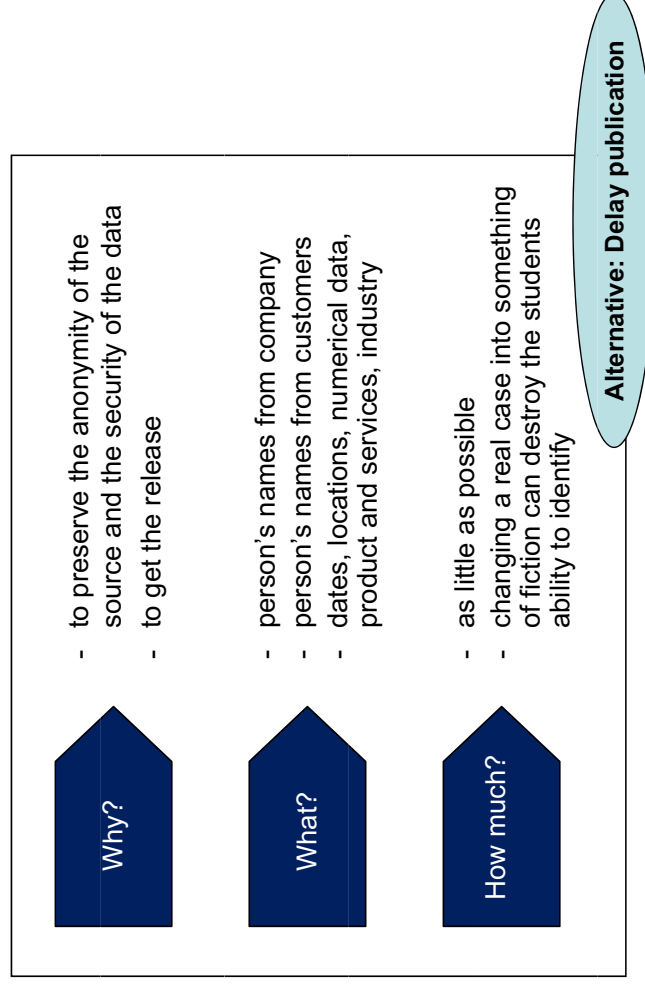 Why?
- to preserve the anonymity of the
source and the security of the data
- to get the release
What?
- person's names from company
- person's names from customers
- dates, locations, numerical data,
product and services, industry
How much?
- as little as possible
- changing a real case into something
of fiction can destroy the students
ability to identify
Alternative: Delay publication